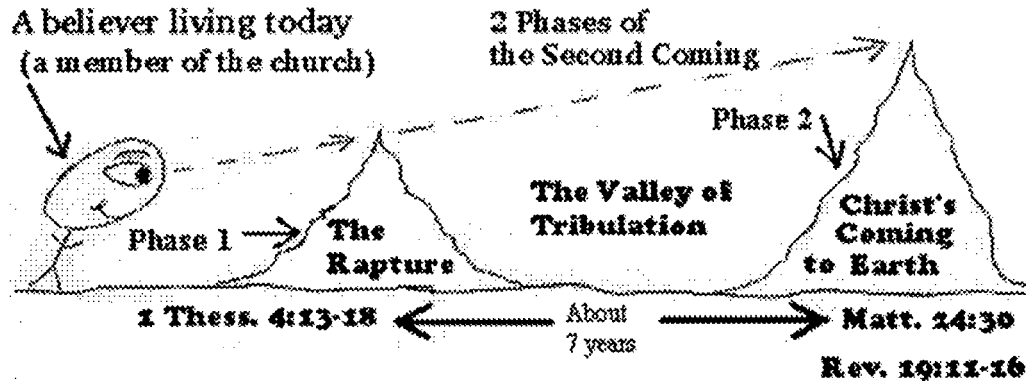 A believer living today
(a member of the church)
2 Phases of
the Second Coming
Phase 2
The Valley of
Tribulation
Christ's
Coming
to Earth
Phase 1
The
Rapture
1 Thess. 4:13-18
About
7 years
Matt. 24:30
Rev. 19:11-16